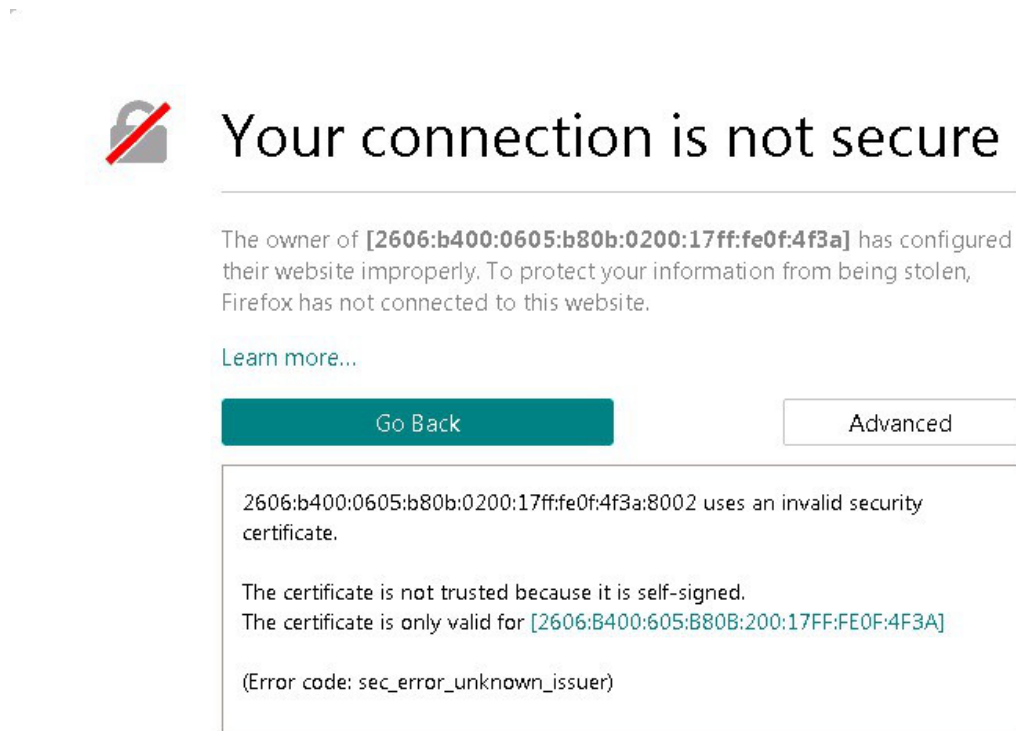 Your connection is not secure
The owner of [2606:b400:0605:b80b:0200:17ff:fe0f:4f3a] has configured
their website improperly. To protect your information from being stolen,
Firefox has not connected to this website.
Learn more...
Go Back
Advanced
2606:b400:0605:b80b:0200:17ff:fe0f:4f3a:8002 uses an invalid security
certificate.
The certificate is not trusted because it is self-signed.
The certificate is only valid for [2606:B400:605:B80B:200:17FF:FE0F:4F3A]
(Error code: sec_error_unknown_issuer)